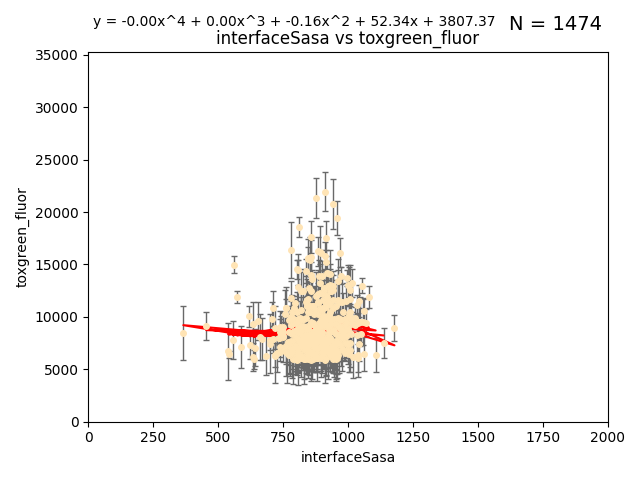 y = -0.00x^4 + 0.00x^3 + -0.16x^2 + 52.34x + 3807.37
N = 1474
interfaceSasa vs toxgreen_fluor
35000
30000
25000
20000
15000
10000
5000
0
toxgreen_fluor
0 250 500 750 1000 1250 1500 1750 2000
interfaceSasa